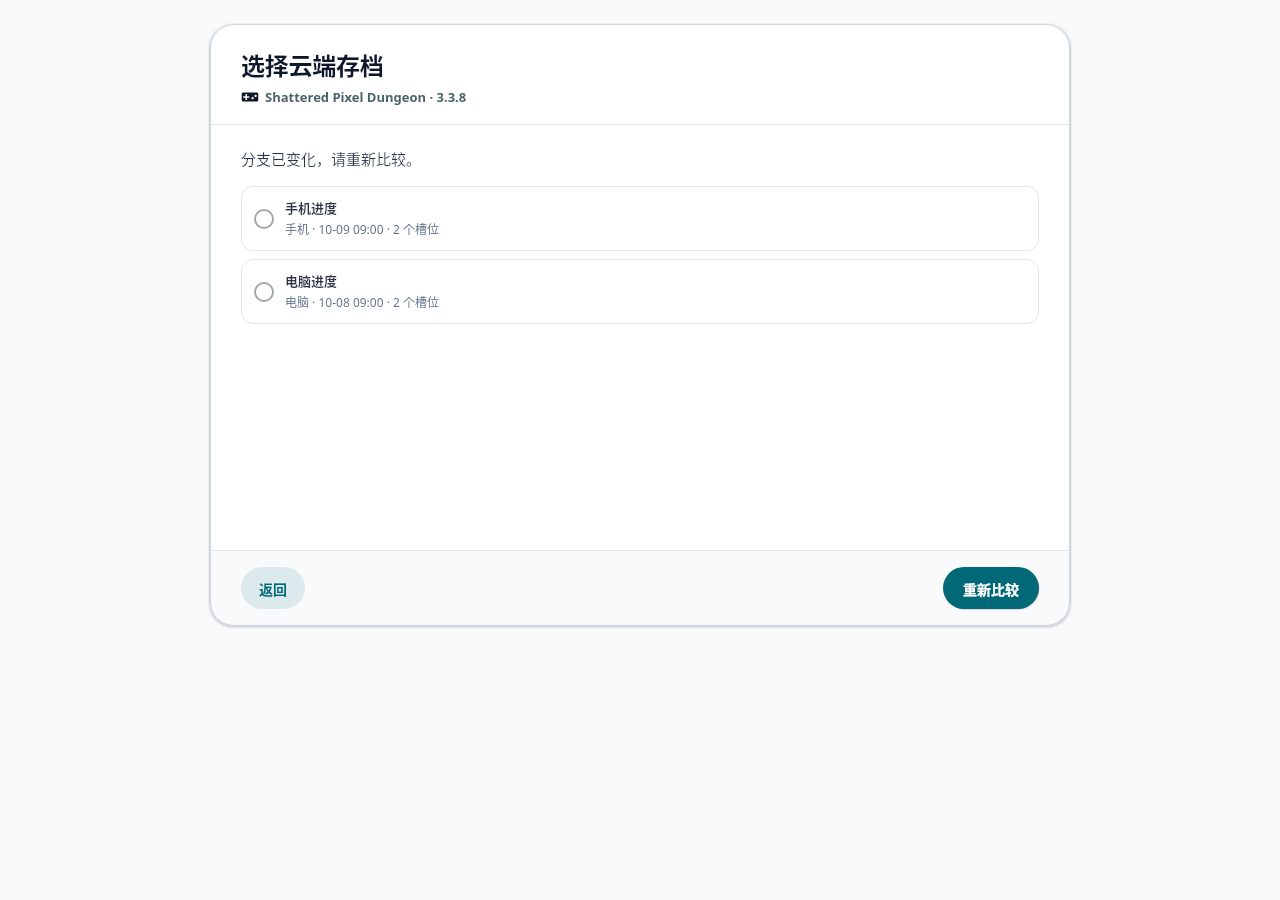 选择云端存档
Shattered Pixel Dungeon · 3.3.8
分支已变化，请重新比较。
手机进度
手机 · 10-09 09:00 · 2 个槽位
电脑进度
电脑 · 10-08 09:00 · 2 个槽位
返回
重新比较